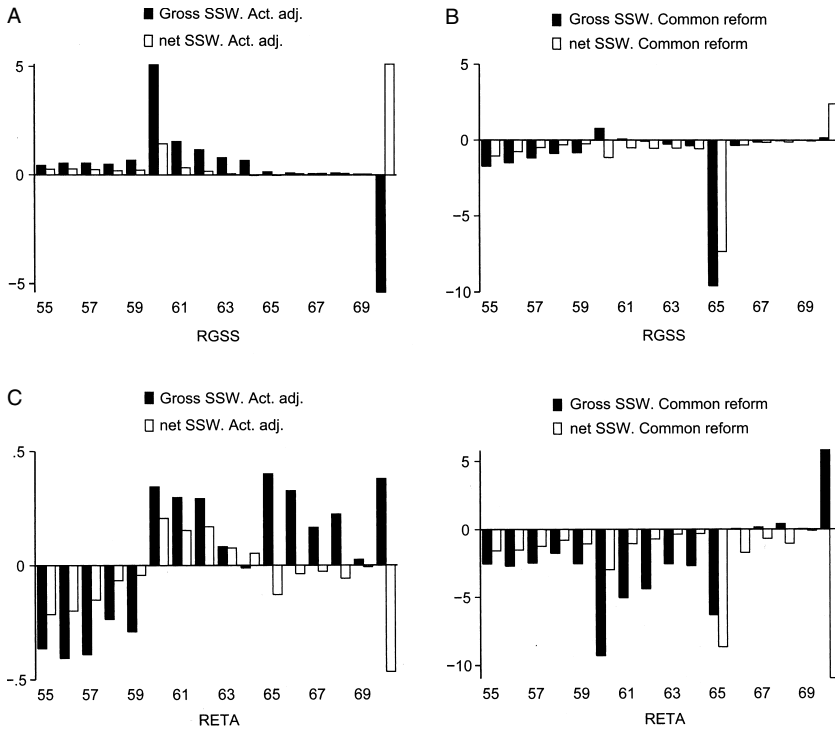 A
Gross SSW. Act. adj.
net SSW. Act. adj.
5
0
−5
55 57 59 61 63 65 67 69
RGSS
B
Gross SSW. Common reform
net SSW. Common reform
5
0
−5
−10
55 57 59 61 63 65 67 69
RGSS
C
Gross SSW. Act. adj.
net SSW. Act. adj.
.5
0
−.5
55 57 59 61 63 65 67 69
RETA
Gross SSW. Common reform
net SSW. Common reform
5
0
−5
−10
55 57 59 61 63 65 67 69
RETA